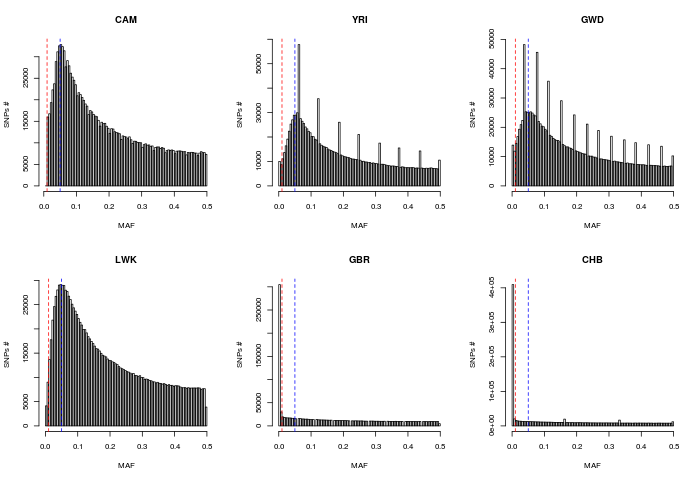 CAM
SNPs #
0
5000
15000
25000
0.0
0.1
0.2
0.3
0.4
0.5
MAF
YRI
SNPs #
0
10000
30000
50000
0.0
0.1
0.2
0.3
0.4
0.5
MAF
GWD
SNPs #
0
10000
20000
30000
40000
50000
0.0
0.1
0.2
0.3
0.4
0.5
MAF
LWK
SNPs #
0
5000
15000
25000
0.0
0.1
0.2
0.3
0.4
0.5
MAF
GBR
SNPs #
0
50000
150000
250000
0.0
0.1
0.2
0.3
0.4
0.5
MAF
CHB
SNPs #
0e+00
1e+05
2e+05
3e+05
4e+05
0.0
0.1
0.2
0.3
0.4
0.5
MAF